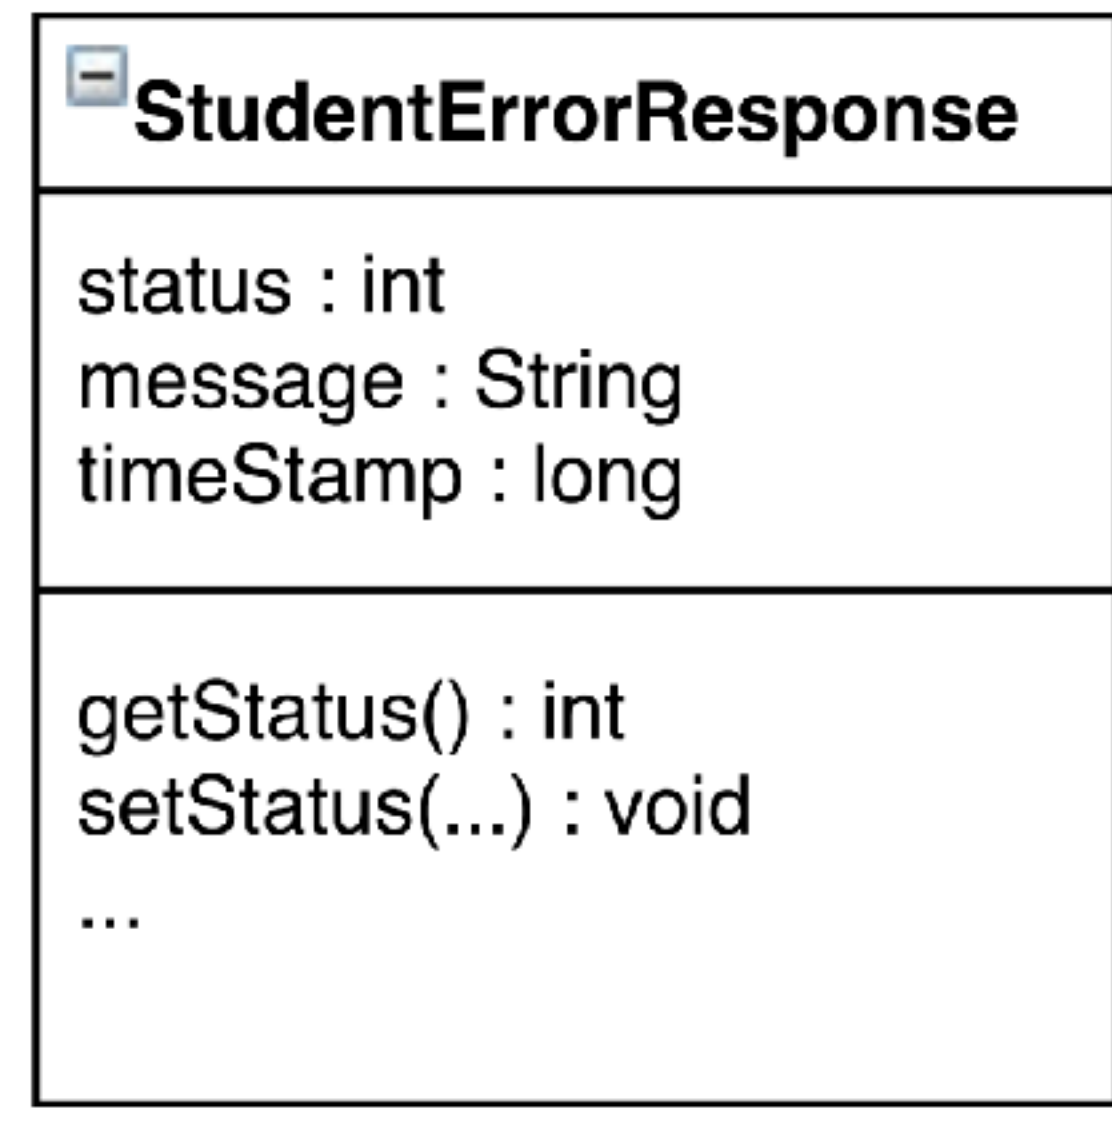 StudentErrorResponse
status : int
message : String
timeStamp : long
getStatus() : int
setStatus(...) : void
...